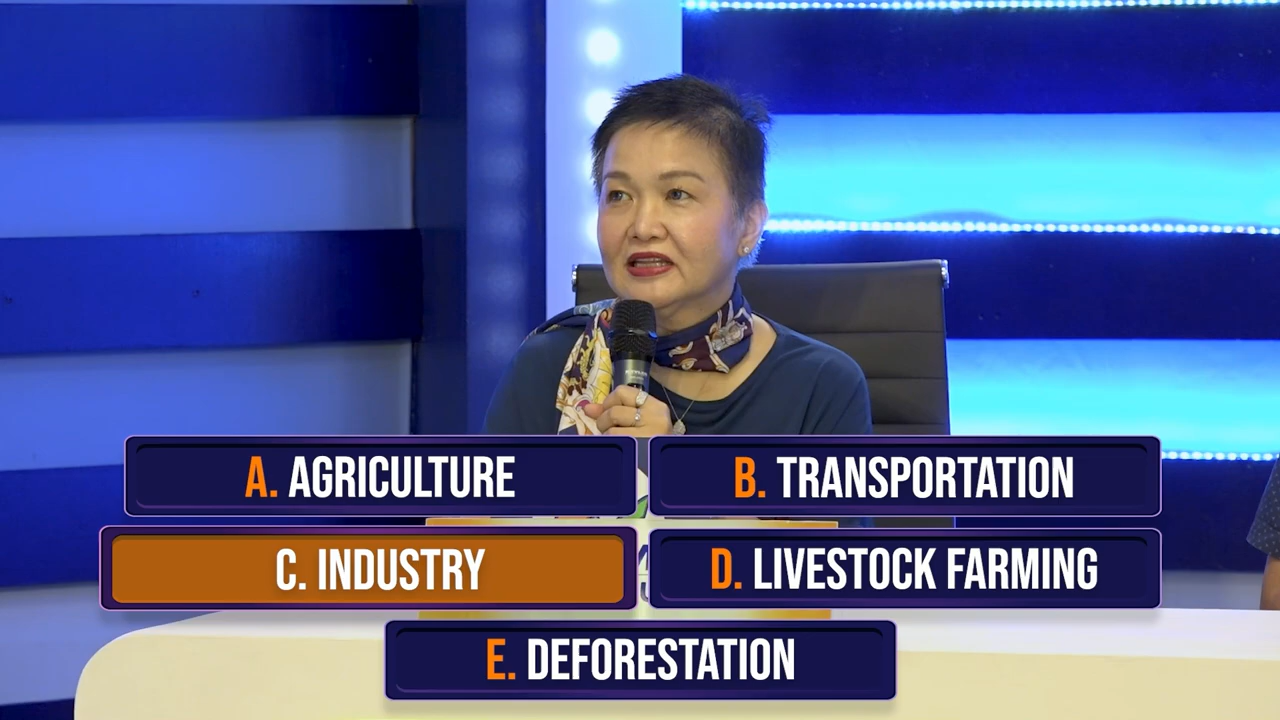 A. AGRICULTURE
B. TRANSPORTATION
C. INDUSTRY
D. LIVESTOCK FARMING
E. DEFORESTATION